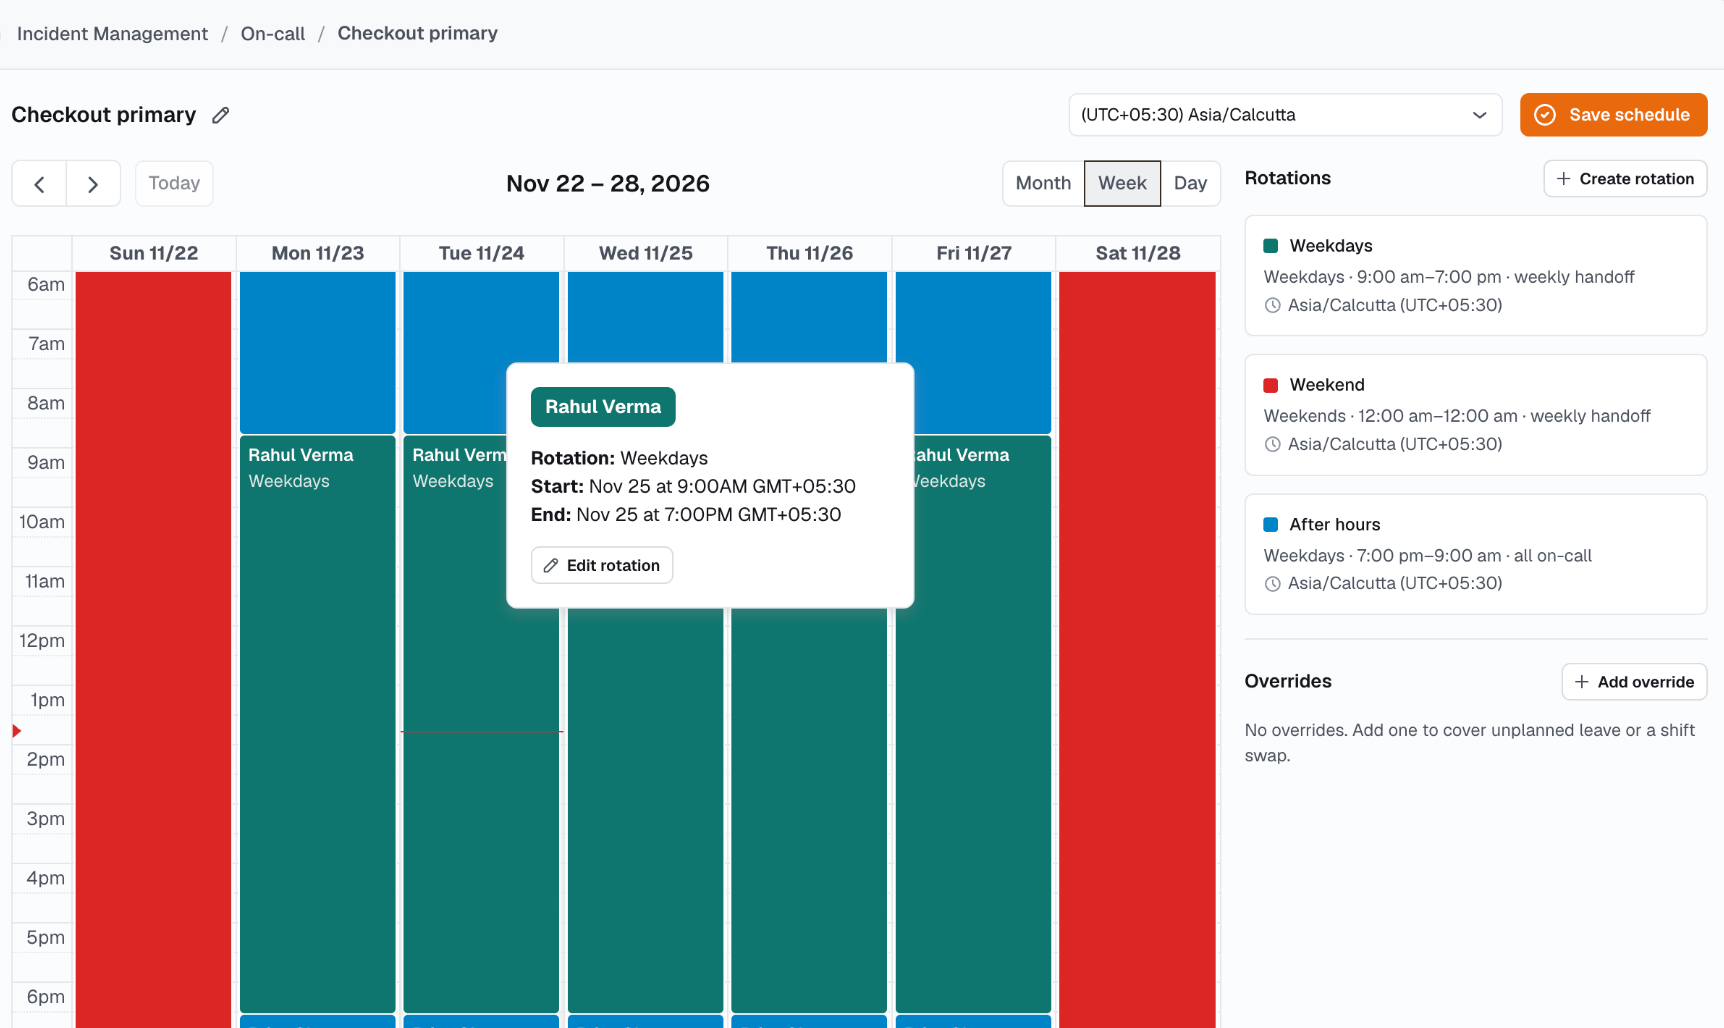 Incident Management / On-call / Checkout primary
Checkout primary
(UTC+05:30) Asia/Calcutta
Save schedule
Today
Nov 22 – 28, 2026
Month
Week
Day
Rotations
Create rotation
Sun 11/22
Mon 11/23
Tue 11/24
Wed 11/25
Thu 11/26
Fri 11/27
Sat 11/28
6am
7am
8am
9am
10am
11am
12pm
1pm
2pm
3pm
4pm
5pm
6pm
Rahul Verma
Weekdays
Rahul Verm
Weekdays
ahul Verma
eekdays
Rahul Verma
Rotation: Weekdays
Start: Nov 25 at 9:00AM GMT+05:30
End: Nov 25 at 7:00PM GMT+05:30
Edit rotation
Weekdays
Weekdays · 9:00 am–7:00 pm · weekly handoff
Asia/Calcutta (UTC+05:30)
Weekend
Weekends · 12:00 am–12:00 am · weekly handoff
Asia/Calcutta (UTC+05:30)
After hours
Weekdays · 7:00 pm–9:00 am · all on-call
Asia/Calcutta (UTC+05:30)
Overrides
Add override
No overrides. Add one to cover unplanned leave or a shift
swap.